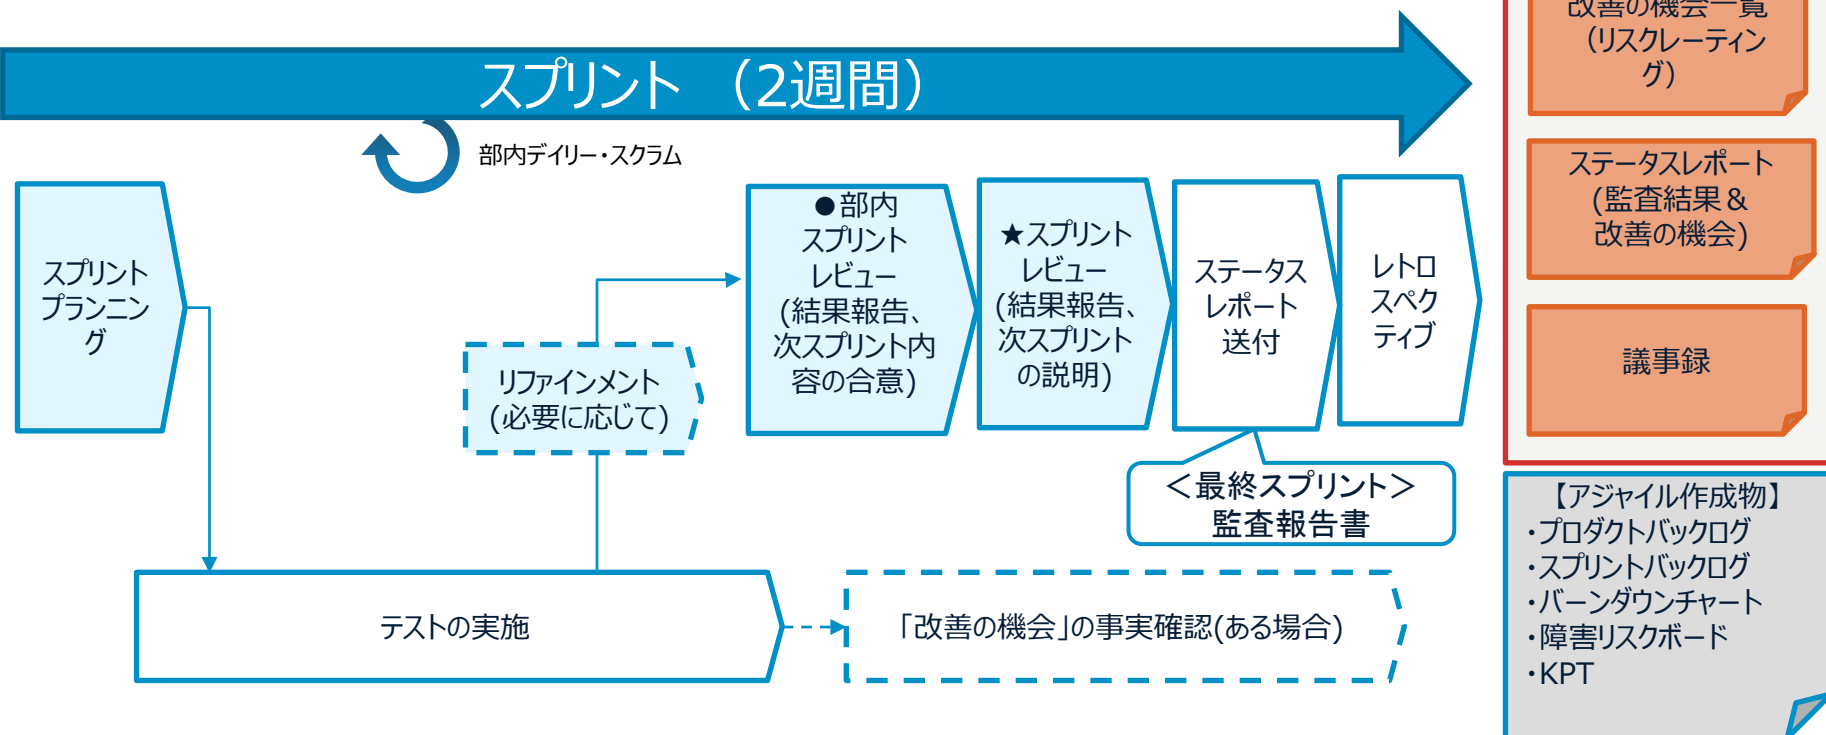 スプリント （2週間）
部内デイリー・スクラム
スプリント
プランニン
グ
リファインメント
(必要に応じて)
●部内
スプリント
レビュー
(結果報告、
次スプリント内
容の合意)
★スプリント
レビュー
(結果報告、
次スプリント
の説明)
ステータス
レポート
送付
レトロ
スペク
ティブ
＜最終スプリント＞
監査報告書
テストの実施
「改善の機会」の事実確認(ある場合)
改善の機会一覧
（リスクレーティン
グ）
ステータスレポート
(監査結果＆
改善の機会)
議事録
【アジャイル作成物】
・プロダクトバックログ
・スプリントバックログ
・バーンダウンチャート
・障害リスクボード
・KPT